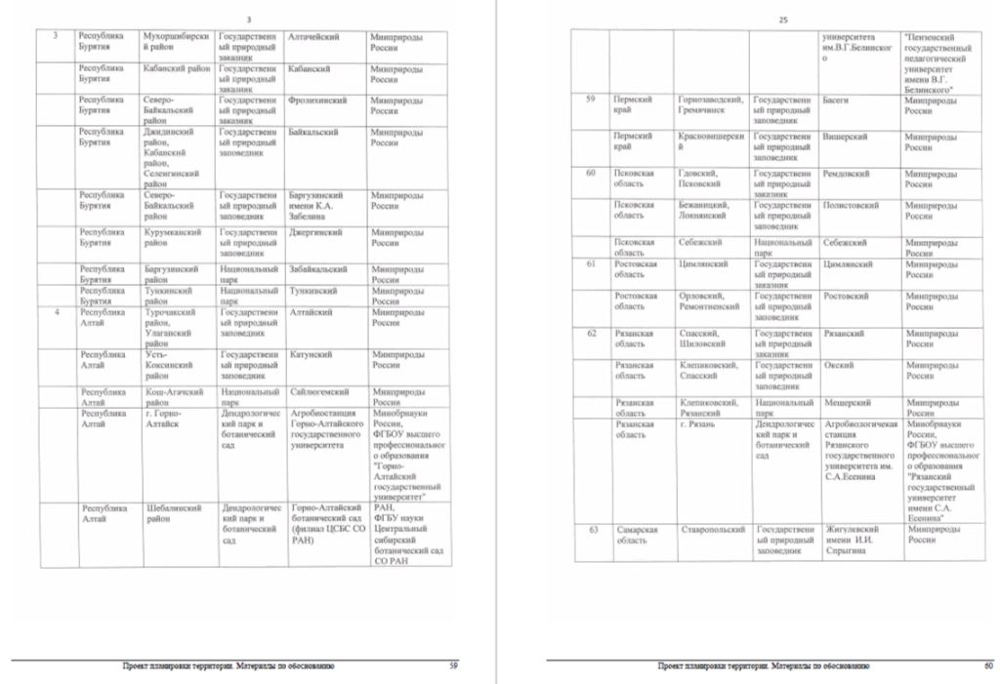 3
3 Республика Мухоршибирски Государственн Алтачейский Минприроды
Бурятия й район ый природный России
заказник
Республика Кабанский район Государственн Кабанский Минприроды
Бурятия ый природный России
заказник
Республика Северо- Государственн Фролихинский Минприроды
Бурятия Байкальский ый природный России
район заказник
Республика Джидинский Государственн Байкальский Минприроды
Бурятия район, ый природный России
Кабанский заповедник
район,
Селенгинский
район
Республика Северо- Государственн Баргузинский Минприроды
Бурятия Байкальский ый природный имени К.А. России
район заповедник Забелина
Республика Курумканский Государственн Джергинский Минприроды
Бурятия район ый природный России
заповедник
Республика Баргузинский Национальный Забайкальский Минприроды
Бурятия район парк России
Республика Тункинский Национальный Тункинский Минприроды
Бурятия район парк России
4 Республика Турочакский Государственн Алтайский Минприроды
Алтай район, ый природный России
Улаганский заповедник
район
Республика Усть- Государственн Катунский Минприроды
Алтай Коксинский ый природный России
район заповедник
Республика Кош-Агачский Национальный Сайлюгемский Минприроды
Алтай район парк России
Республика г. Горно- Дендрологичес Агробиостанция Минобрнауки
Алтай Алтайск кий парк и Горно-Алтайского России,
ботанический государственного ФГБОУ высшего
сад университета профессиональног
о образования
"Горно-
Алтайский
государственный
университет"
Республика Шебалинский Дендрологичес Горно-Алтайский РАН,
Алтай район кий парк и ботанический сад ФГБУ науки
ботанический (филиал ЦСБС СО Центральный
сад РАН) сибирский
ботанический сад
СО РАН
Проект планировки территории. Материалы по обоснованию 59
25
университета "Пензенский
им.В.Г.Белинског государственный
о педагогический
университет
имени В.Г.
Белинского"
59 Пермский Горнозаводский, Государственн Басеги Минприроды
край Гремячинск ый природный России
заповедник
Пермский Красновишерски Государственн Вишерский Минприроды
край й ый природный России
заповедник
60 Псковская Гдовский, Государственн Ремдовский Минприроды
область Псковский ый природный России
заказник
Псковская Бежаницкий, Государственн Полистовский Минприроды
область Локнянский ый природный России
заповедник
Псковская Себежский Национальный Себежский Минприроды
область парк России
61 Ростовская Цимлянский Государственн Цимлянский Минприроды
область ый природный России
заказник
Ростовская Орловский, Государственн Ростовский Минприроды
область Ремонтненский ый природный России
заповедник
62 Рязанская Спасский, Государственн Рязанский Минприроды
область Шиловский ый природный России
заказник
Рязанская Клепиковский, Государственн Окский Минприроды
область Спасский ый природный России
заповедник
Рязанская Клепиковский, Национальный Мещерский Минприроды
область Рязанский парк России
Рязанская г. Рязань Дендрологичес Агробиологичекая Минобрнауки
область кий парк и станция России,
ботанический Рязанского ФГБОУ высшего
сад государственного профессиональног
университета им. о образования
С.А.Есенина "Рязанский
государственный
университет
имени С.А.
Есенина"
63 Самарская Ставропольский Государственн Жигулевский Минприроды
область ый природный имени И.И. России
заповедник Спрыгина
Проект планировки территории. Материалы по обоснованию 60